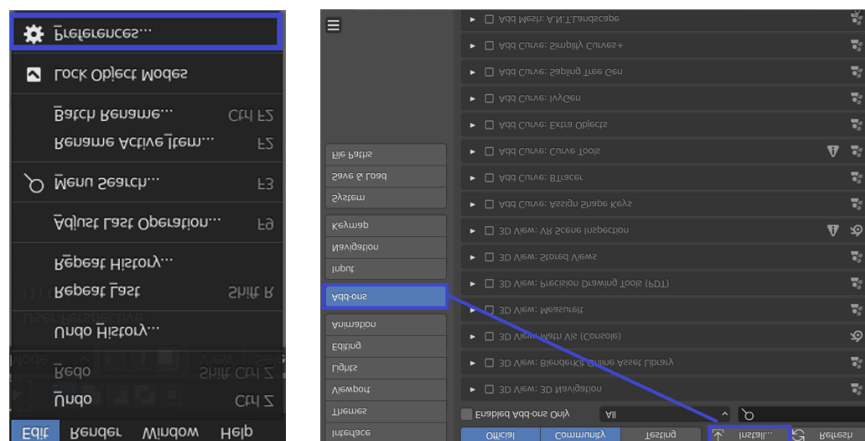 Edit Render Window Help
Undo Ctrl Z
Redo Shift Ctrl Z
Undo History...
User Perspective
Repeat Last Shift R
Repeat History...
Adjust Last Operation... F9
Menu Search... F3
Rename Active Item... F2
Batch Rename... Ctrl F2
Lock Object Modes
Preferences...
Interface
Themes
Viewport
Lights
Editing
Animation
Add-ons
Input
Navigation
Keymap
System
Save & Load
File Paths
Official Community Testing Install... Refresh
Enabled Add-ons Only All
3D View: 3D Navigation
3D View: BlenderKit Online Asset Library
3D View: Math Vis (Console)
3D View: MeasureIt
3D View: Precision Drawing Tools (PDT)
3D View: Stored Views
3D View: VR Scene Inspection
Add Curve: Assign Shape Keys
Add Curve: BTracer
Add Curve: Curve Tools
Add Curve: Extra Objects
Add Curve: IvyGen
Add Curve: Sapling Tree Gen
Add Curve: Simplify Curves+
Add Mesh: A.N.T.Landscape